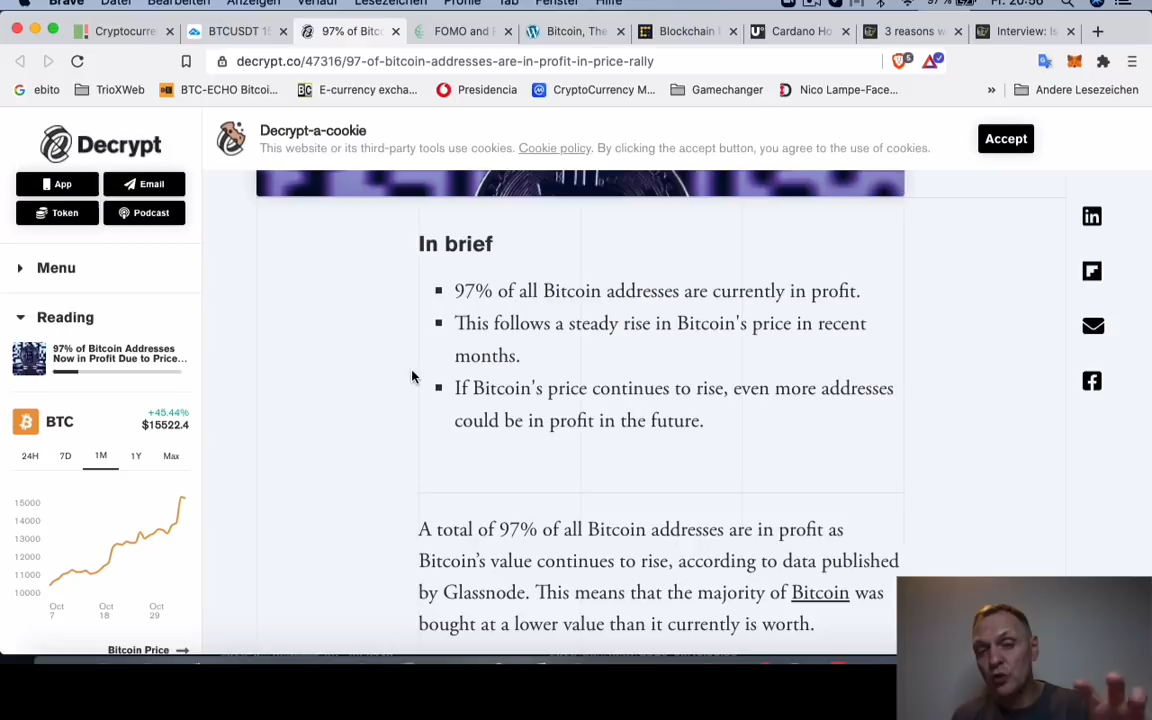 Brave Datei Bearbeiten Anzeigen Verlauf Lesezeichen Profile Tab Fenster Hilfe 97 % Fr. 20:56
Cryptocurre BTCUSDT 15 97% of Bitc FOMO and F Bitcoin, The Blockchain Cardano Ho 3 reasons w Interview: Is
decrypt.co/47316/97-of-bitcoin-addresses-are-in-profit-in-price-rally
ebito TrioXWeb BTC-ECHO Bitcoi... E-currency excha... Presidencia CryptoCurrency M... Gamechanger Nico Lampe-Face... » Andere Lesezeichen
Decrypt
Decrypt-a-cookie
This website or its third-party tools use cookies. Cookie policy. By clicking the accept button, you agree to the use of cookies.
Accept
App Email
Token Podcast
Menu
Reading
97% of Bitcoin Addresses
Now in Profit Due to Price...
BTC
+45.44%
$15522.4
24H 7D 1M 1Y Max
15000
14000
13000
12000
11000
10000
Oct 7
Oct 18
Oct 29
Bitcoin Price
In brief
97% of all Bitcoin addresses are currently in profit.
This follows a steady rise in Bitcoin's price in recent
months.
If Bitcoin's price continues to rise, even more addresses
could be in profit in the future.
A total of 97% of all Bitcoin addresses are in profit as
Bitcoin’s value continues to rise, according to data published
by Glassnode. This means that the majority of Bitcoin was
bought at a lower value than it currently is worth.